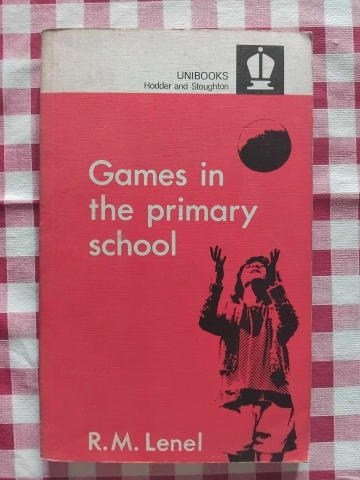 UNIBOOKS
Hodder and Stoughton
Games in
the primary
school
R.M. Lenel